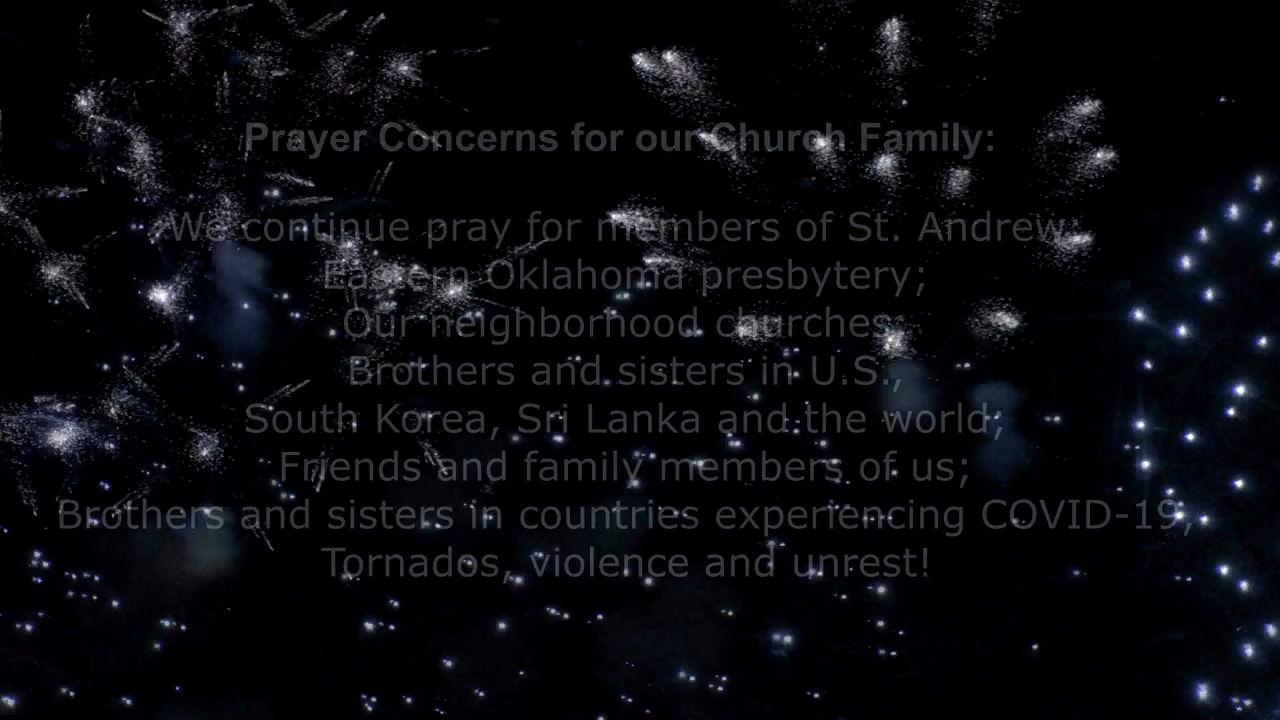 Prayer Concerns for our Church Family:
We continue pray for members of St. Andrew;
Eastern Oklahoma presbytery;
Our neighborhood churches;
Brothers and sisters in U.S.,
South Korea, Sri Lanka and the world;
Friends and family members of us;
Brothers and sisters in countries experiencing COVID-19,
Tornados, violence and unrest!